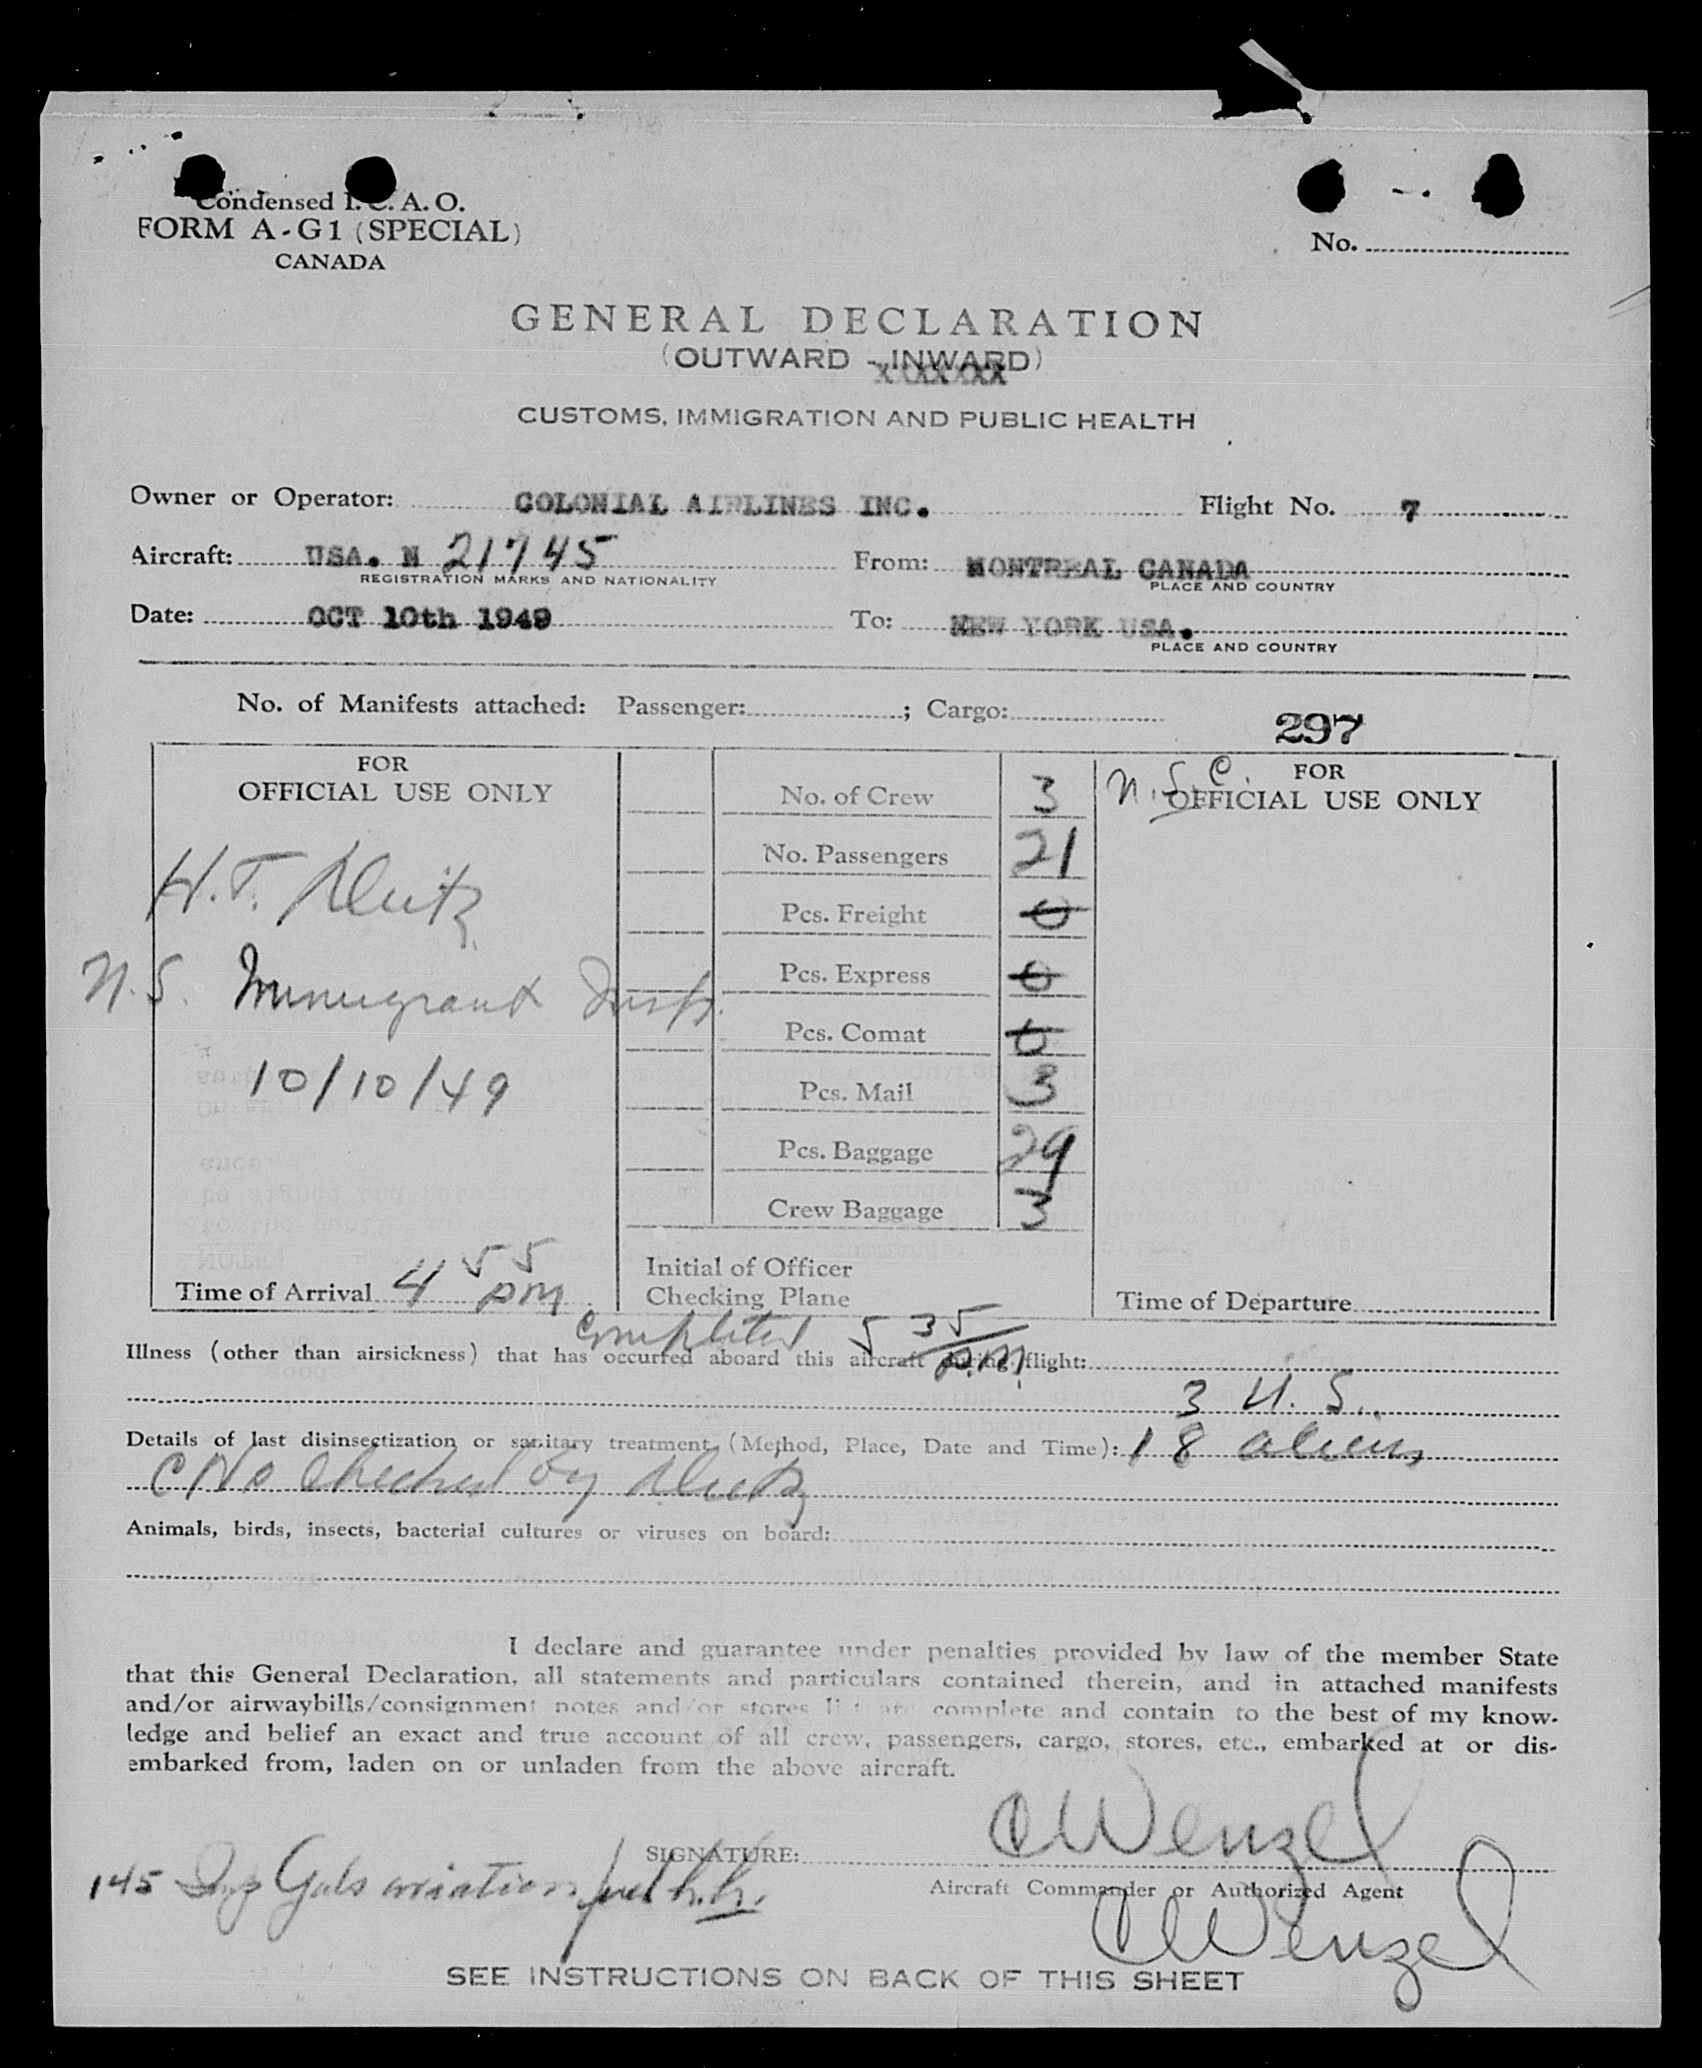 Condensed I.C.A.O.
FORM A-G1 (SPECIAL)
CANADA
No.
GENERAL DECLARATION
(OUTWARD - INWARD)
xxxxxxx
CUSTOMS, IMMIGRATION AND PUBLIC HEALTH
Owner or Operator: COLONIAL AIRLINES INC. Flight No. 7
Aircraft: USA. N 21745 From: MONTREAL CANADA
REGISTRATION MARKS AND NATIONALITY PLACE AND COUNTRY
Date: OCT 10th 1949 To: NEW YORK USA.
PLACE AND COUNTRY
No. of Manifests attached: Passenger: ; Cargo:
297
FOR
OFFICIAL USE ONLY
H.T.
Immigrant Insp.
10/10/49
Time of Arrival 4 55 pm
No. of Crew 3
No. Passengers 21
Pcs. Freight 0
Pcs. Express 0
Pcs. Comat 0
Pcs. Mail 3
Pcs. Baggage 29
Crew Baggage 3
Initial of Officer
Checking Plane
n.S.C. FOR
OFFICIAL USE ONLY
Time of Departure
Completed 5 35 P.M.
Illness (other than airsickness) that has occurred aboard this aircraft during flight:
3 U.S.
Details of last disinsectization or sanitary treatment (Method, Place, Date and Time): 18 aliens
Checked by
Animals, birds, insects, bacterial cultures or viruses on board:
I declare and guarantee under penalties provided by law of the member State
that this General Declaration, all statements and particulars contained therein, and in attached manifests
and/or airwaybills/consignment notes and/or stores list are complete and contain to the best of my know-
ledge and belief an exact and true account of all crew, passengers, cargo, stores, etc., embarked at or dis-
embarked from, laden on or unladen from the above aircraft.
SIGNATURE: CWenzel
Aircraft Commander or Authorized Agent
145 Gals aviation fuel
CWenzel
SEE INSTRUCTIONS ON BACK OF THIS SHEET